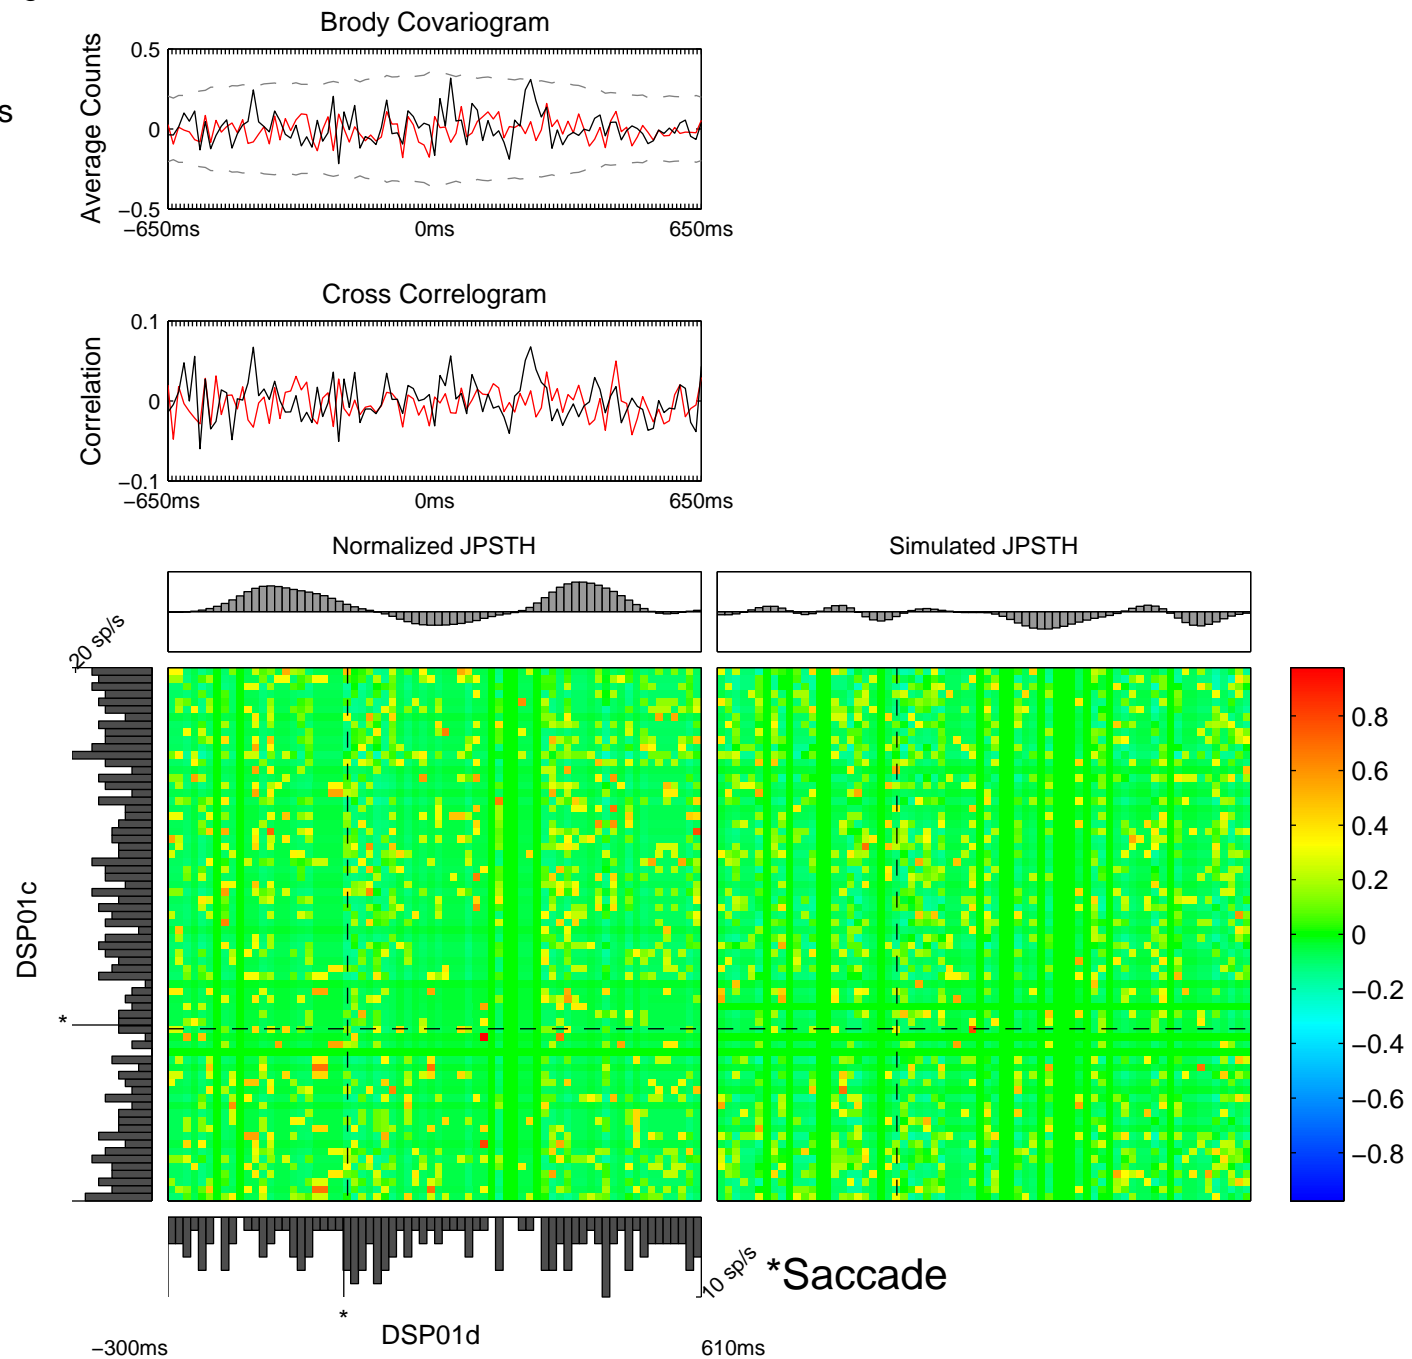 Brody Covariogram
Average Counts
0.5
0
−0.5
−650ms
0ms
650ms
s
Cross Correlogram
Correlation
0.1
0
−0.1
−650ms
0ms
650ms
Normalized JPSTH
Simulated JPSTH
20 sp/s
DSP01c
*
0.8
0.6
0.4
0.2
0
−0.2
−0.4
−0.6
−0.8
10 sp/s
*Saccade
*
DSP01d
−300ms
610ms